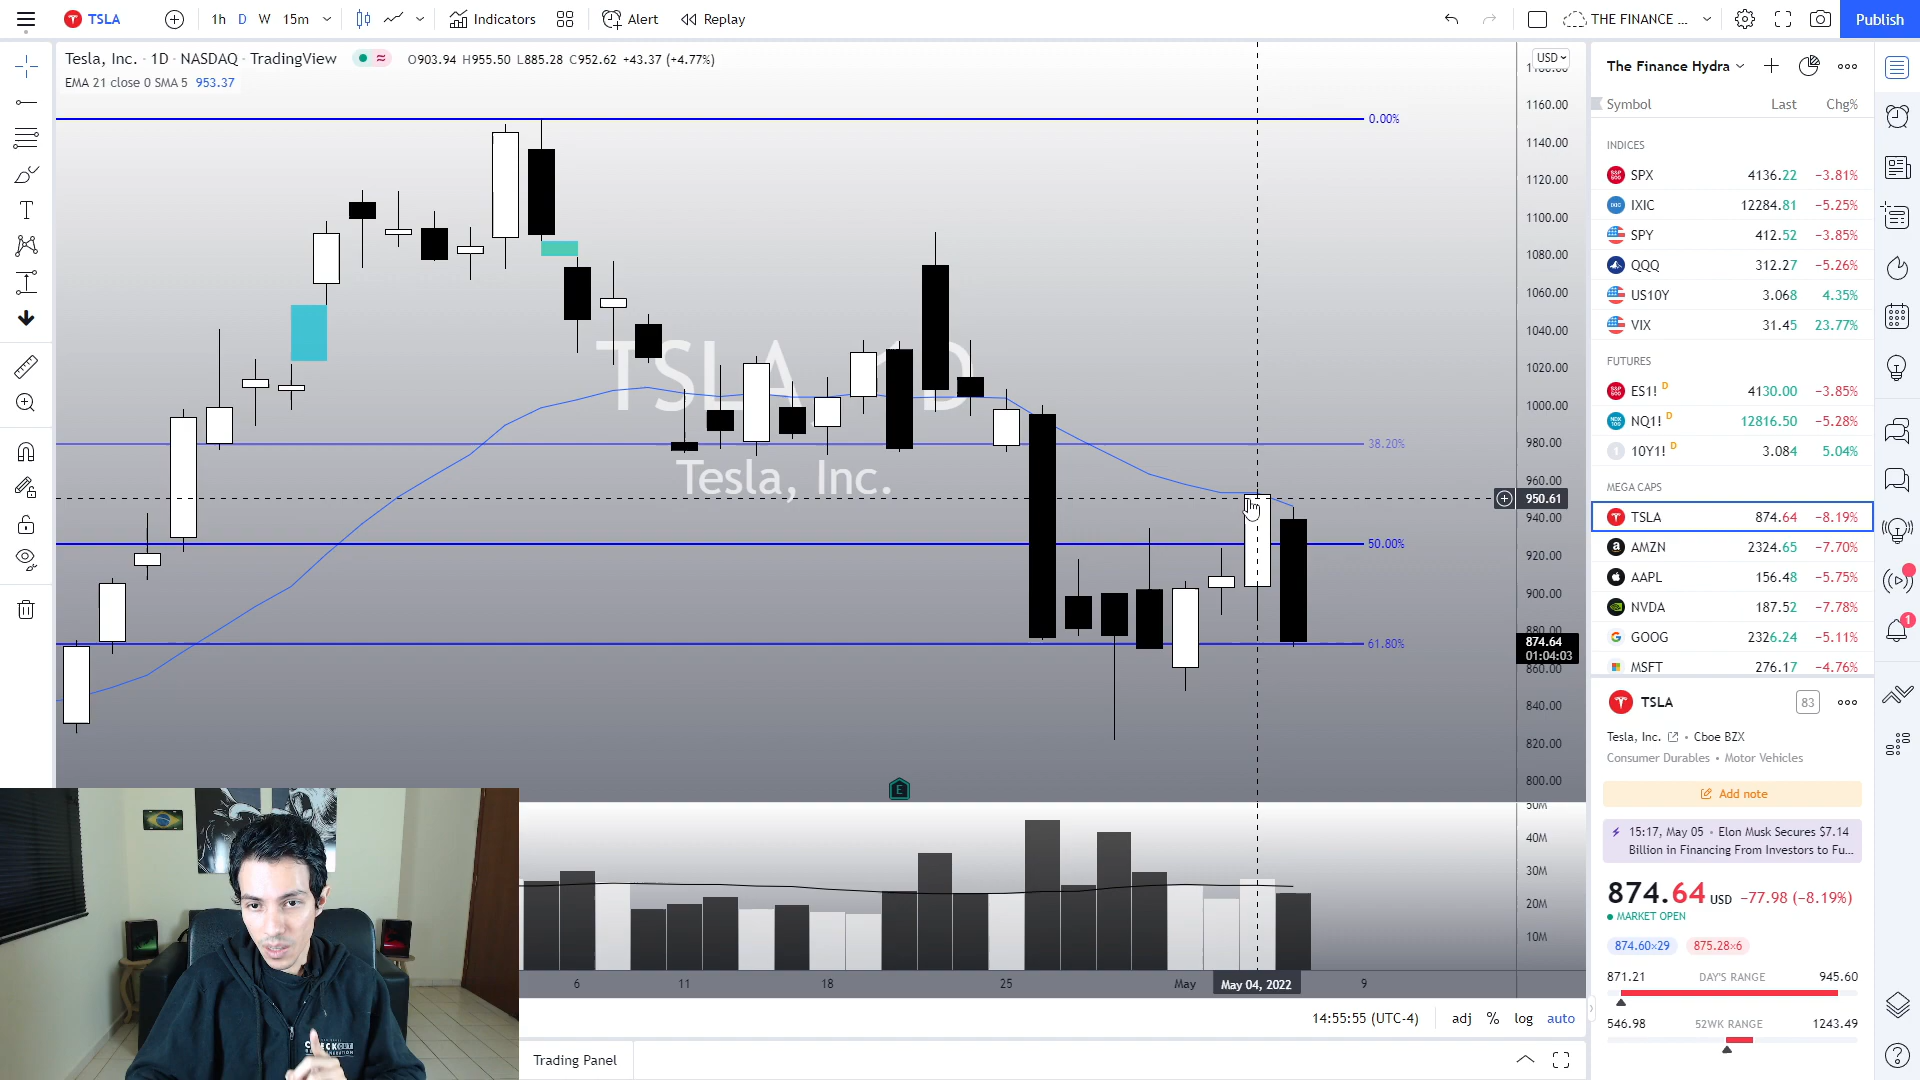 TSLA
1h D W 15m
Indicators
Alert
Replay
THE FINANCE ...
Publish
Tesla, Inc. · 1D · NASDAQ · TradingView
O903.94 H955.50 L885.28 C952.62 +43.37 (+4.77%)
EMA 21 close 0 SMA 5 953.37
USD
1160.00
1140.00
1120.00
1100.00
1080.00
1060.00
1040.00
1020.00
1000.00
980.00
960.00
950.61
940.00
920.00
900.00
880.00
874.64
01:04:03
860.00
840.00
820.00
800.00
0.00%
38.20%
50.00%
61.80%
TSLA, 1D
Tesla, Inc.
E
50M
40M
30M
20M
10M
6 11 18 25 May May 04, 2022 9
14:55:55 (UTC-4) adj % log auto
Trading Panel
CHECKOUT
The Finance Hydra
Symbol Last Chg%
INDICES
SPX 4136.22 −3.81%
IXIC 12284.81 −5.25%
SPY 412.52 −3.85%
QQQ 312.27 −5.26%
US10Y 3.068 4.35%
VIX 31.45 23.77%
FUTURES
ES1! D 4130.00 −3.85%
NQ1! D 12816.50 −5.28%
10Y1! D 3.084 5.04%
MEGA CAPS
TSLA 874.64 −8.19%
AMZN 2324.65 −7.70%
AAPL 156.48 −5.75%
NVDA 187.52 −7.78%
GOOG 2326.24 −5.11%
MSFT 276.17 −4.76%
TSLA 83
Tesla, Inc. • Cboe BZX
Consumer Durables • Motor Vehicles
Add note
15:17, May 05 • Elon Musk Secures $7.14
Billion in Financing From Investors to Fu...
874.64 USD −77.98 (−8.19%)
MARKET OPEN
874.60×29 875.28×6
871.21 DAY'S RANGE 945.60
546.98 52WK RANGE 1243.49
1